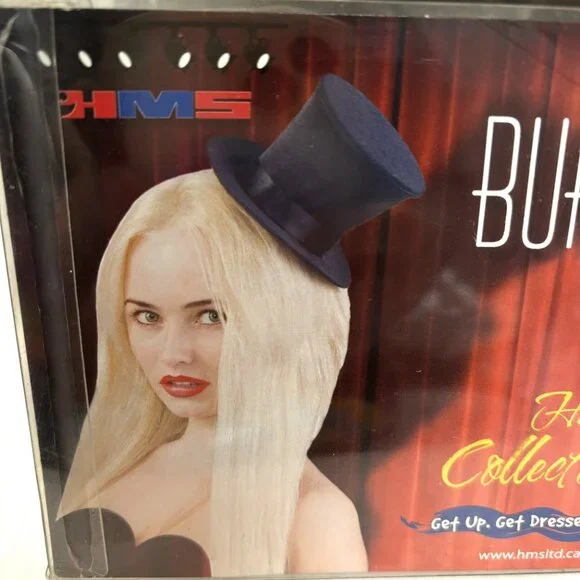 HMS
BU
H
Collect
Get Up. Get Dresse
www.hmsltd.ca